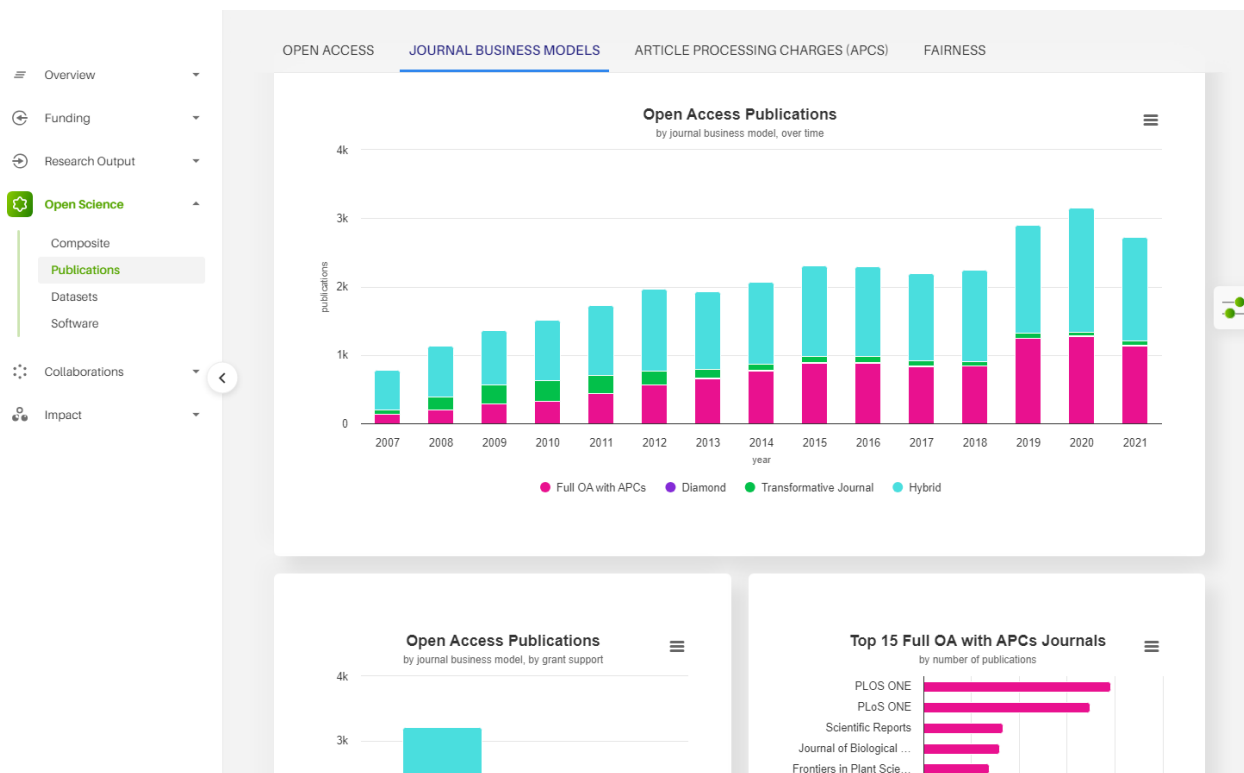 OPEN ACCESS JOURNAL BUSINESS MODELS ARTICLE PROCESSING CHARGES (APCS) FAIRNESS
Overview
Funding
Research Output
Open Science
Composite
Publications
Datasets
Software
Collaborations
Impact
Open Access Publications
by journal business model, over time
4k
3k
2k
1k
0
publications
2007 2008 2009 2010 2011 2012 2013 2014 2015 2016 2017 2018 2019 2020 2021
year
Full OA with APCs Diamond Transformative Journal Hybrid
Open Access Publications
by journal business model, by grant support
4k
3k
Top 15 Full OA with APCs Journals
by number of publications
PLOS ONE
PLoS ONE
Scientific Reports
Journal of Biological ...
Frontiers in Plant Scie...